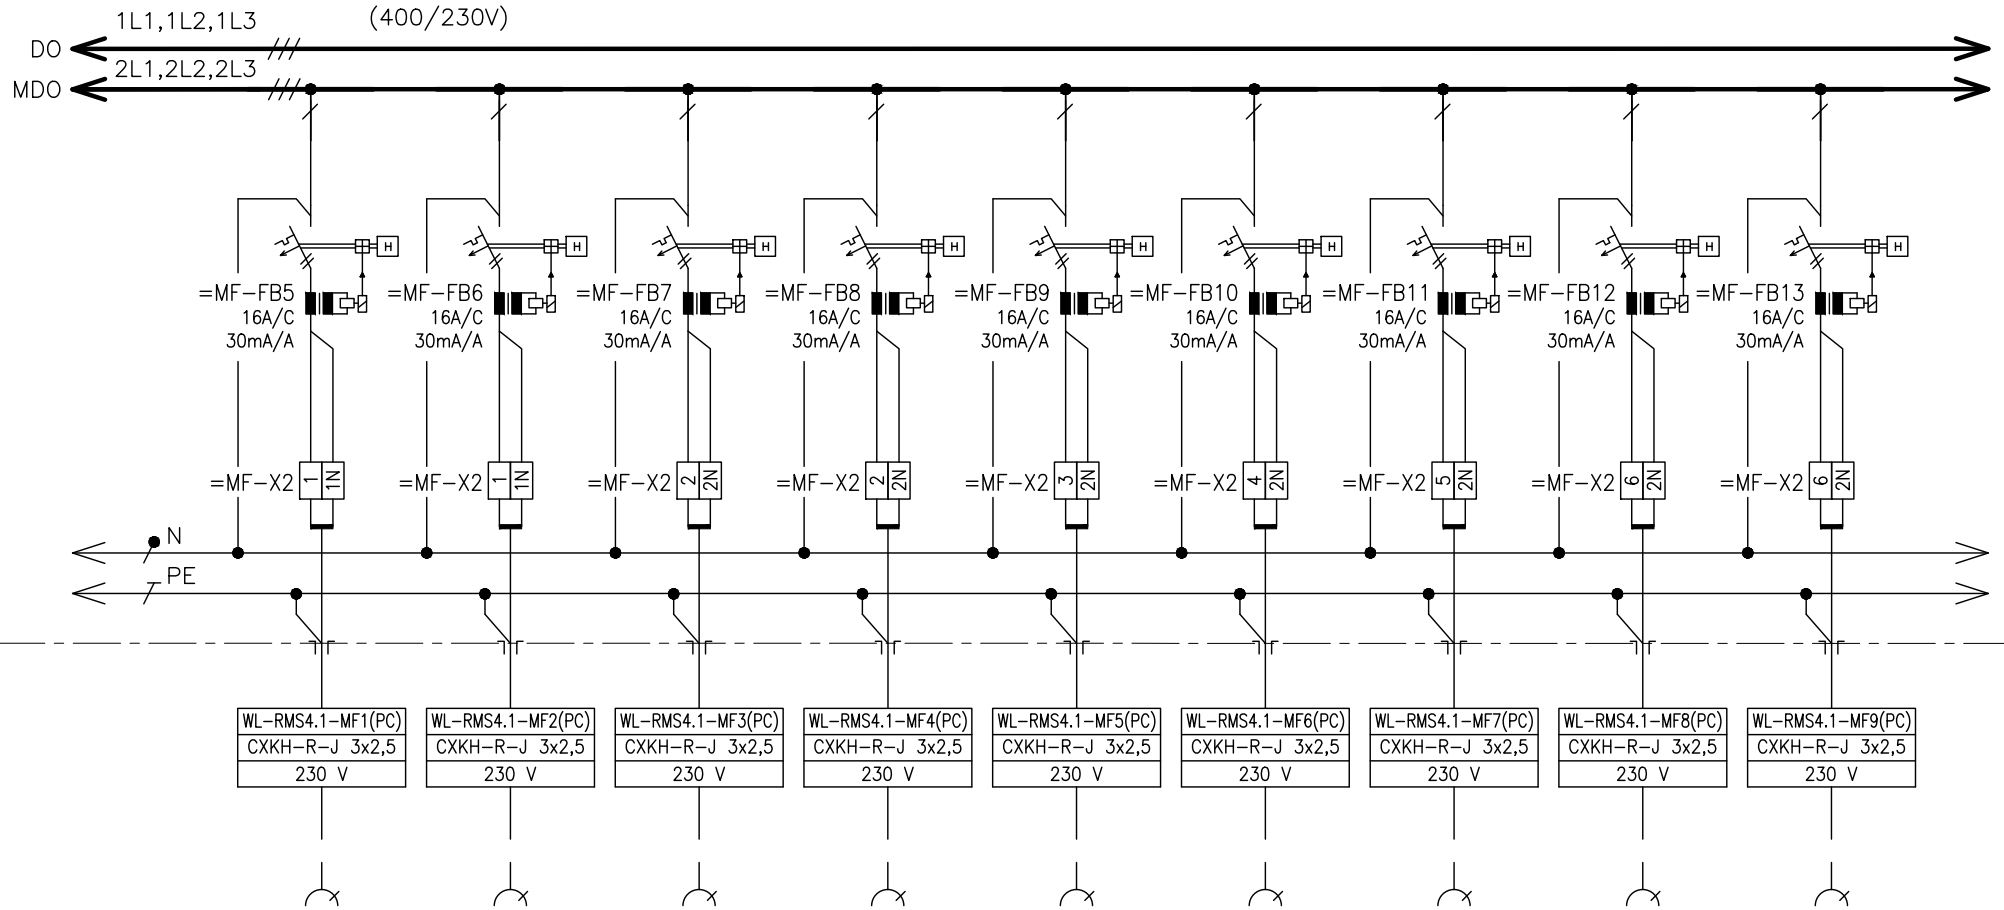 1L1,1L2,1L3 (400/230V)
DO
2L1,2L2,2L3
MDO
H H H H H H H H H
=MF-FB5 =MF-FB6 =MF-FB7 =MF-FB8 =MF-FB9 =MF-FB10 =MF-FB11 =MF-FB12 =MF-FB13
16A/C 16A/C 16A/C 16A/C 16A/C 16A/C 16A/C 16A/C 16A/C
30mA/A 30mA/A 30mA/A 30mA/A 30mA/A 30mA/A 30mA/A 30mA/A 30mA/A
=MF-X2 1 1N =MF-X2 1 1N =MF-X2 2 2N =MF-X2 2 2N =MF-X2 3 2N =MF-X2 4 2N =MF-X2 5 2N =MF-X2 6 2N =MF-X2 6 2N
N
PE
WL-RMS4.1-MF1(PC) WL-RMS4.1-MF2(PC) WL-RMS4.1-MF3(PC) WL-RMS4.1-MF4(PC) WL-RMS4.1-MF5(PC) WL-RMS4.1-MF6(PC) WL-RMS4.1-MF7(PC) WL-RMS4.1-MF8(PC) WL-RMS4.1-MF9(PC)
CXKH-R-J 3x2,5 CXKH-R-J 3x2,5 CXKH-R-J 3x2,5 CXKH-R-J 3x2,5 CXKH-R-J 3x2,5 CXKH-R-J 3x2,5 CXKH-R-J 3x2,5 CXKH-R-J 3x2,5 CXKH-R-J 3x2,5
230 V 230 V 230 V 230 V 230 V 230 V 230 V 230 V 230 V